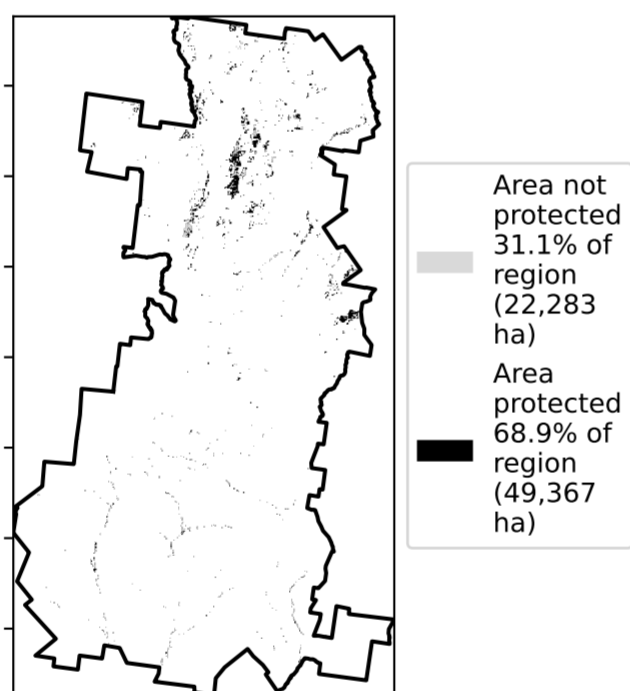 Area not
protected
31.1% of
region
(22,283
ha)
Area
protected
68.9% of
region
(49,367
ha)